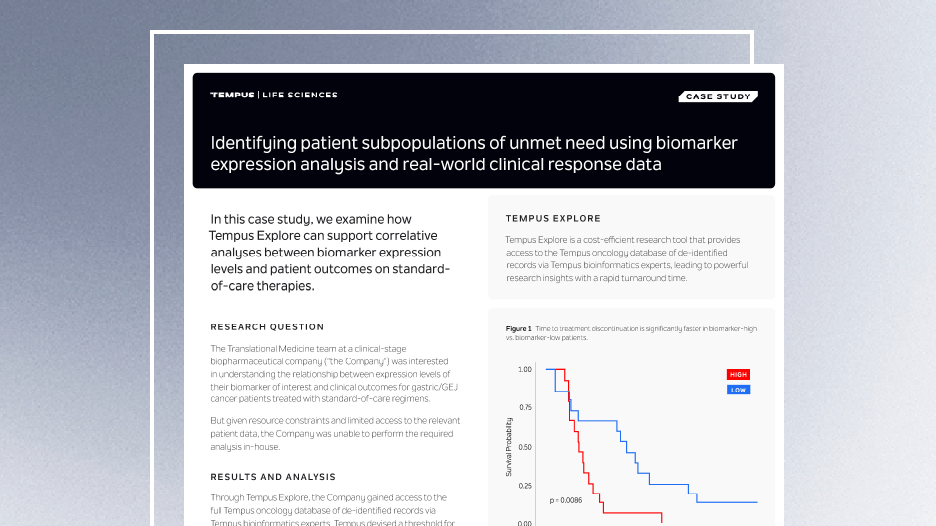 TEMPUS | LIFE SCIENCES
CASE STUDY
Identifying patient subpopulations of unmet need using biomarker
expression analysis and real-world clinical response data
In this case study, we examine how
Tempus Explore can support correlative
analyses between biomarker expression
levels and patient outcomes on standard-
of-care therapies.
RESEARCH QUESTION
The Translational Medicine team at a clinical-stage
biopharmaceutical company ("the Company") was interested
in understanding the relationship between expression levels of
their biomarker of interest and clinical outcomes for gastric/GEJ
cancer patients treated with standard-of-care regimens.
But given resource constraints and limited access to the relevant
patient data, the Company was unable to perform the required
analysis in-house.
RESULTS AND ANALYSIS
Through Tempus Explore, the Company gained access to the
full Tempus oncology database of de-identified records via
Tempus bioinformatics experts. Tempus devised a threshold for
TEMPUS EXPLORE
Tempus Explore is a cost-efficient research tool that provides
access to the Tempus oncology database of de-identified
records via Tempus bioinformatics experts, leading to powerful
research insights with a rapid turnaround time.
Figure 1 Time to treatment discontinuation is significantly faster in biomarker-high
vs. biomarker-low patients.
HIGH
LOW
1.00
0.75
0.50
0.25
0.00
Survival Probability
p = 0.0086